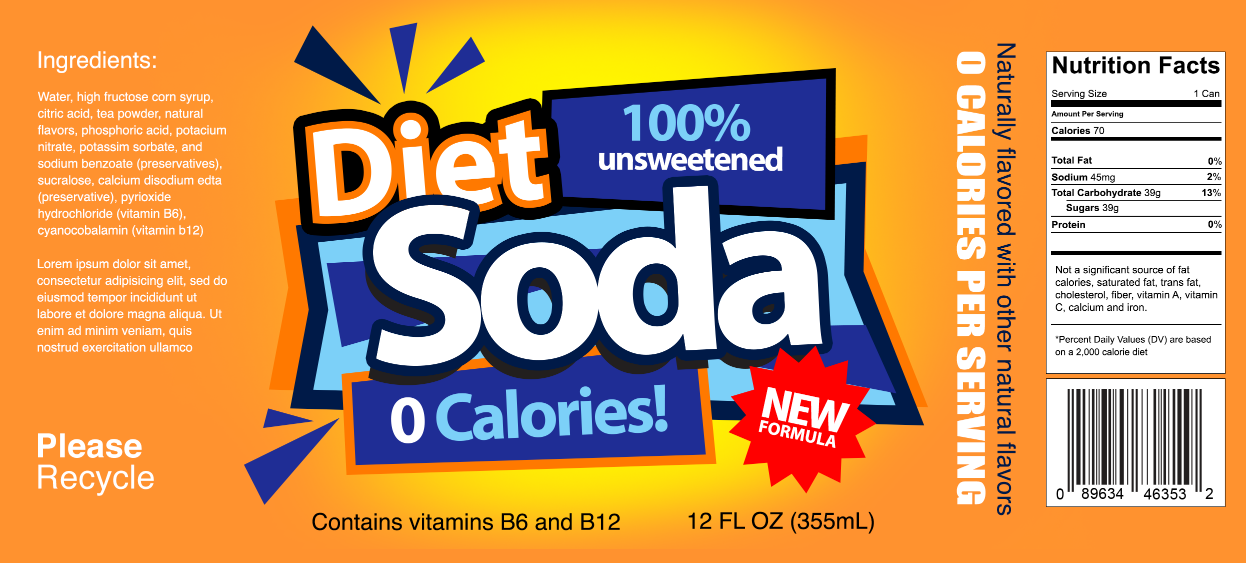 Ingredients:
Water, high fructose corn syrup,
citric acid, tea powder, natural
flavors, phosphoric acid, potacium
nitrate, potassim sorbate, and
sodium benzoate (preservatives),
sucralose, calcium disodium edta
(preservative), pyrioxide
hydrochloride (vitamin B6),
cyanocobalamin (vitamin b12)
Lorem ipsum dolor sit amet,
consectetur adipisicing elit, sed do
eiusmod tempor incididunt ut
labore et dolore magna aliqua. Ut
enim ad minim veniam, quis
nostrud exercitation ullamco
Please
Recycle
Diet
100%
unsweetened
Soda
0 Calories!
NEW
FORMULA
Contains vitamins B6 and B12
12 FL OZ (355mL)
Naturally flavored with other natural flavors
0 CALORIES PER SERVING
Nutrition Facts
Serving Size 1 Can
Amount Per Serving
Calories 70
Total Fat 0%
Sodium 45mg 2%
Total Carbohydrate 39g 13%
Sugars 39g
Protein 0%
Not a significant source of fat
calories, saturated fat, trans fat,
cholesterol, fiber, vitamin A, vitamin
C, calcium and iron.
*Percent Daily Values (DV) are based
on a 2,000 calorie diet
0 89634 46353 2